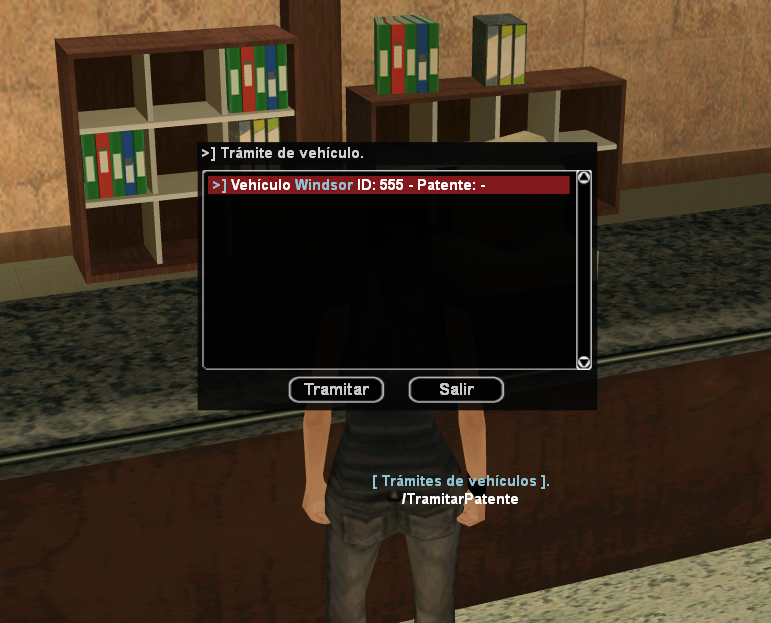 >] Trámite de vehículo.
>] Vehículo Windsor ID: 555 - Patente: -
Tramitar
Salir
[ Trámites de vehículos ].
/TramitarPatente